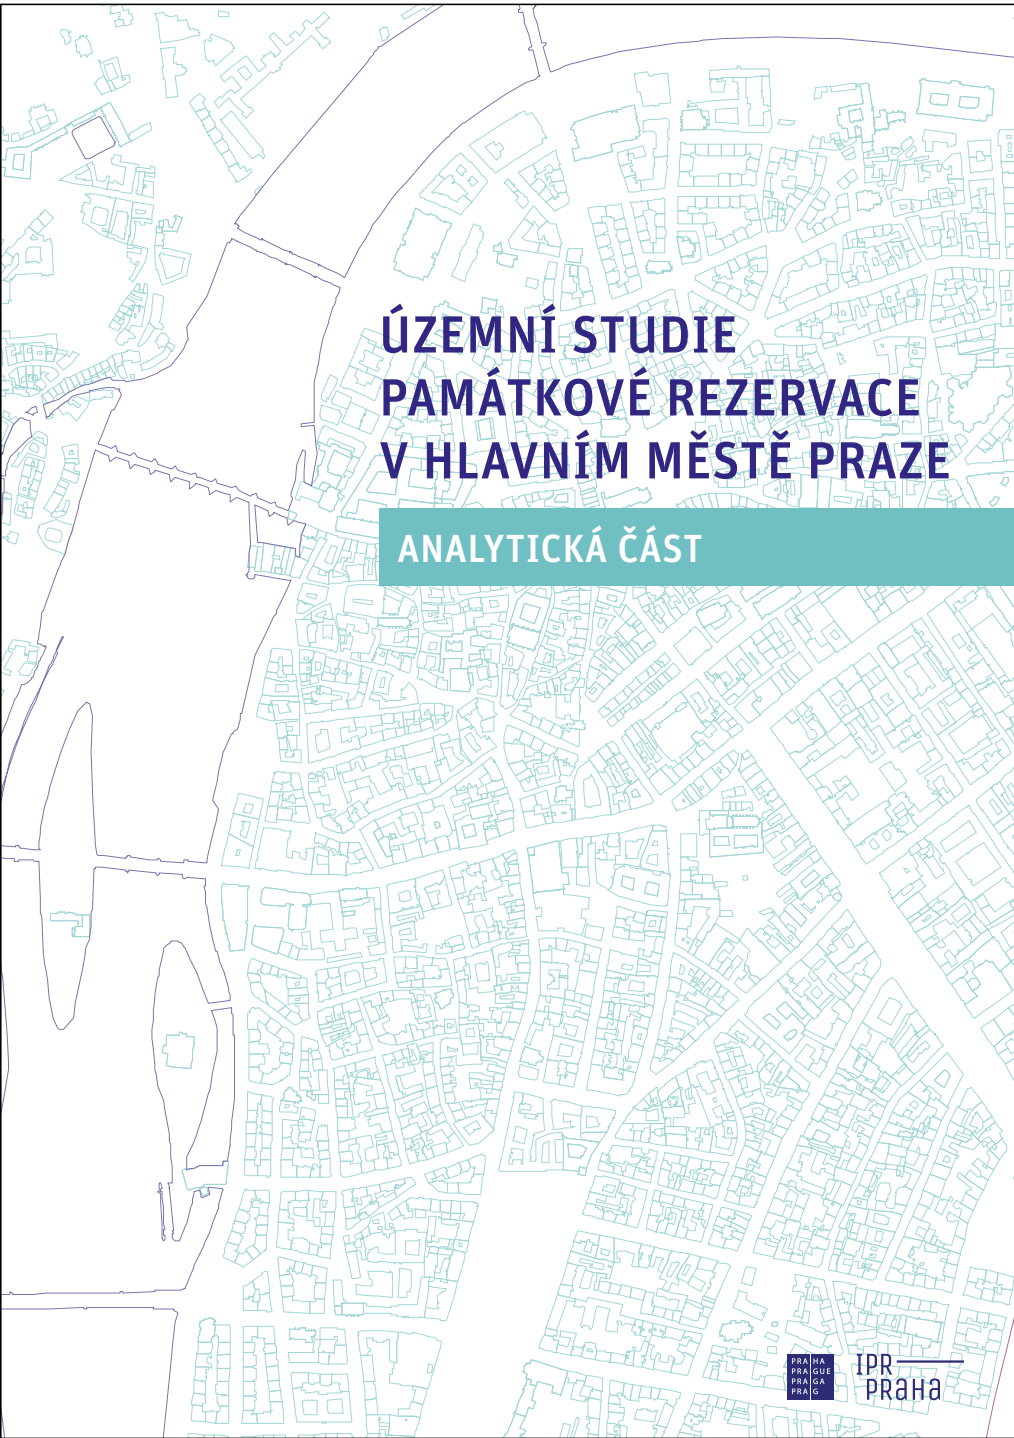 ÚZEMNÍ STUDIE
PAMÁTKOVÉ REZERVACE
V HLAVNÍM MĚSTĚ PRAZE
ANALYTICKÁ ČÁST
PRA HA
PRA GUE
PRA GA
PRA G
IPR
PRAHA